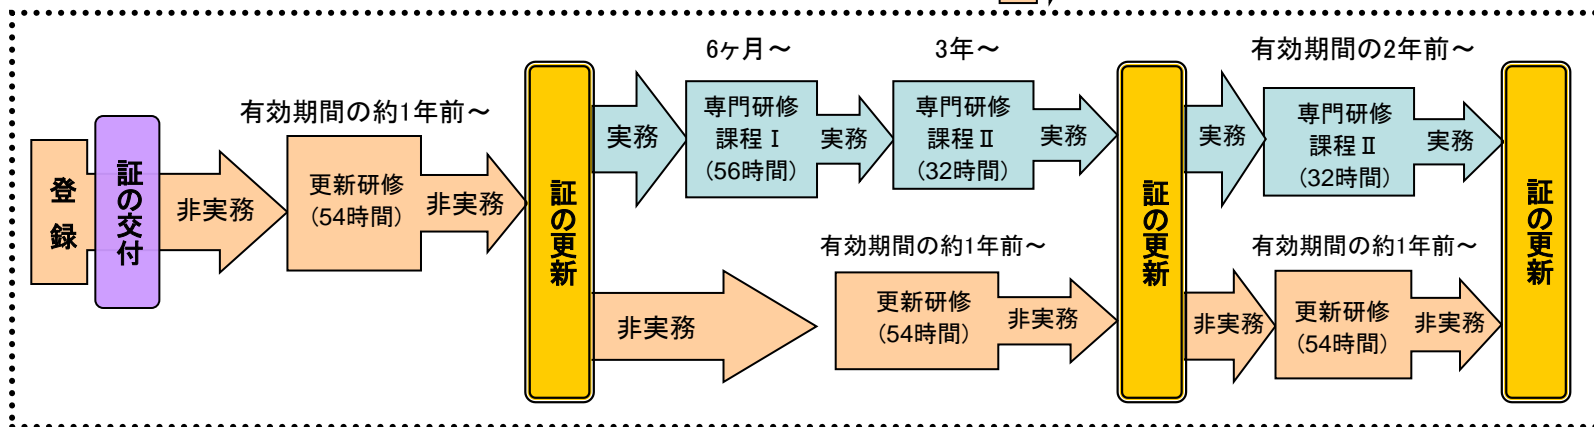 登
録
証の交付
有効期間の約1年前～
非実務
更新研修
(54時間)
非実務
証の更新
6ヶ月～
3年～
実務
専門研修
課程Ⅰ
(56時間)
実務
専門研修
課程Ⅱ
(32時間)
実務
有効期間の約1年前～
非実務
更新研修
(54時間)
非実務
証の更新
有効期間の2年前～
実務
専門研修
課程Ⅱ
(32時間)
実務
有効期間の約1年前～
非実務
更新研修
(54時間)
非実務
証の更新